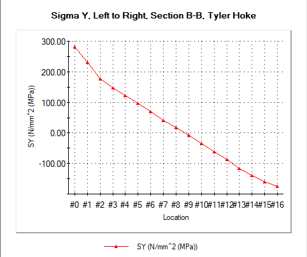 Sigma Y, Left to Right, Section B-B, Tyler Hoke
300.00
200.00
100.00
0.00
-100.00
SY (N/mm^2 (MPa))
#0 #1 #2 #3 #4 #5 #6 #7 #8 #9 #10#11#12#13#14#15#16
Location
SY (N/mm^2 (MPa))